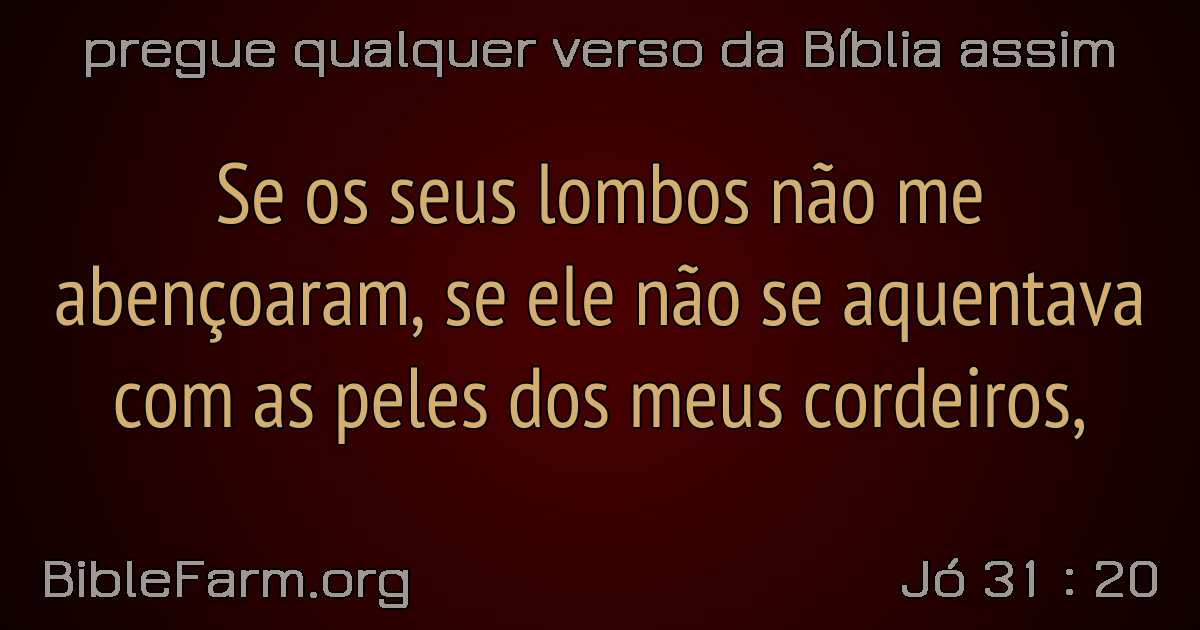 pregue qualquer verso da Bíblia assim
Se os seus lombos não me
abençoaram, se ele não se aquentava
com as peles dos meus cordeiros,
BibleFarm.org
Jó 31 : 20